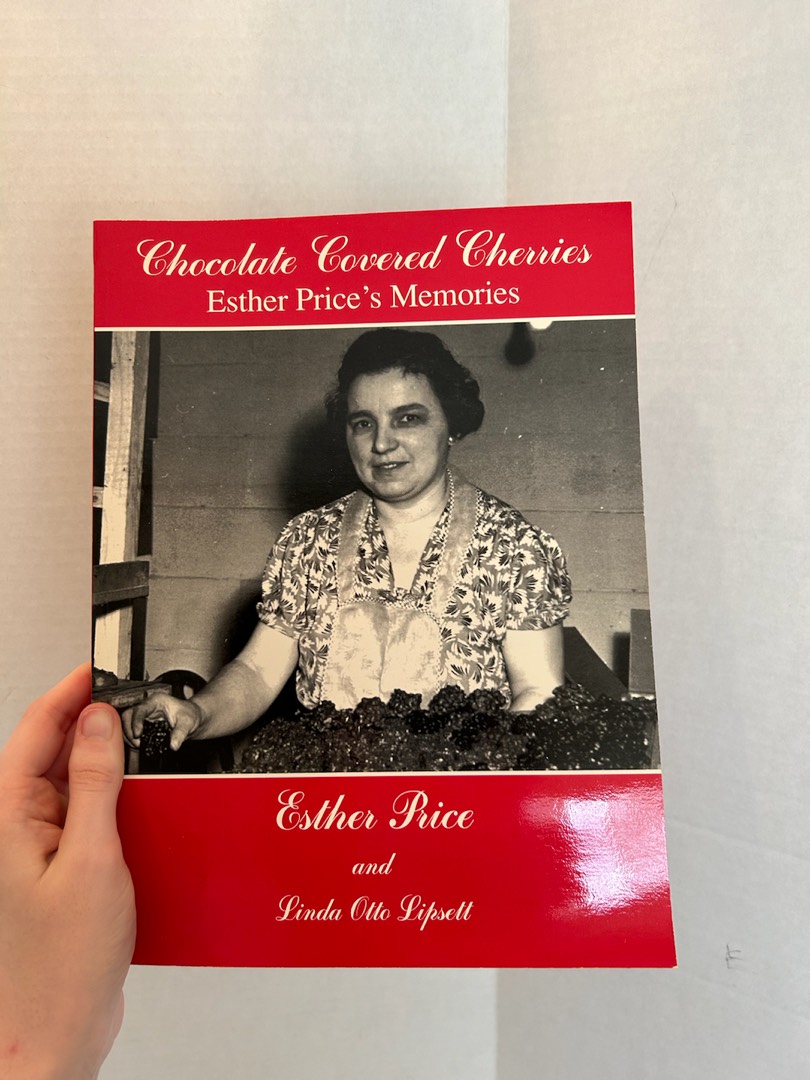 Chocolate Covered Cherries
Esther Price's Memories
Esther Price
and
Linda Otto Lipsett